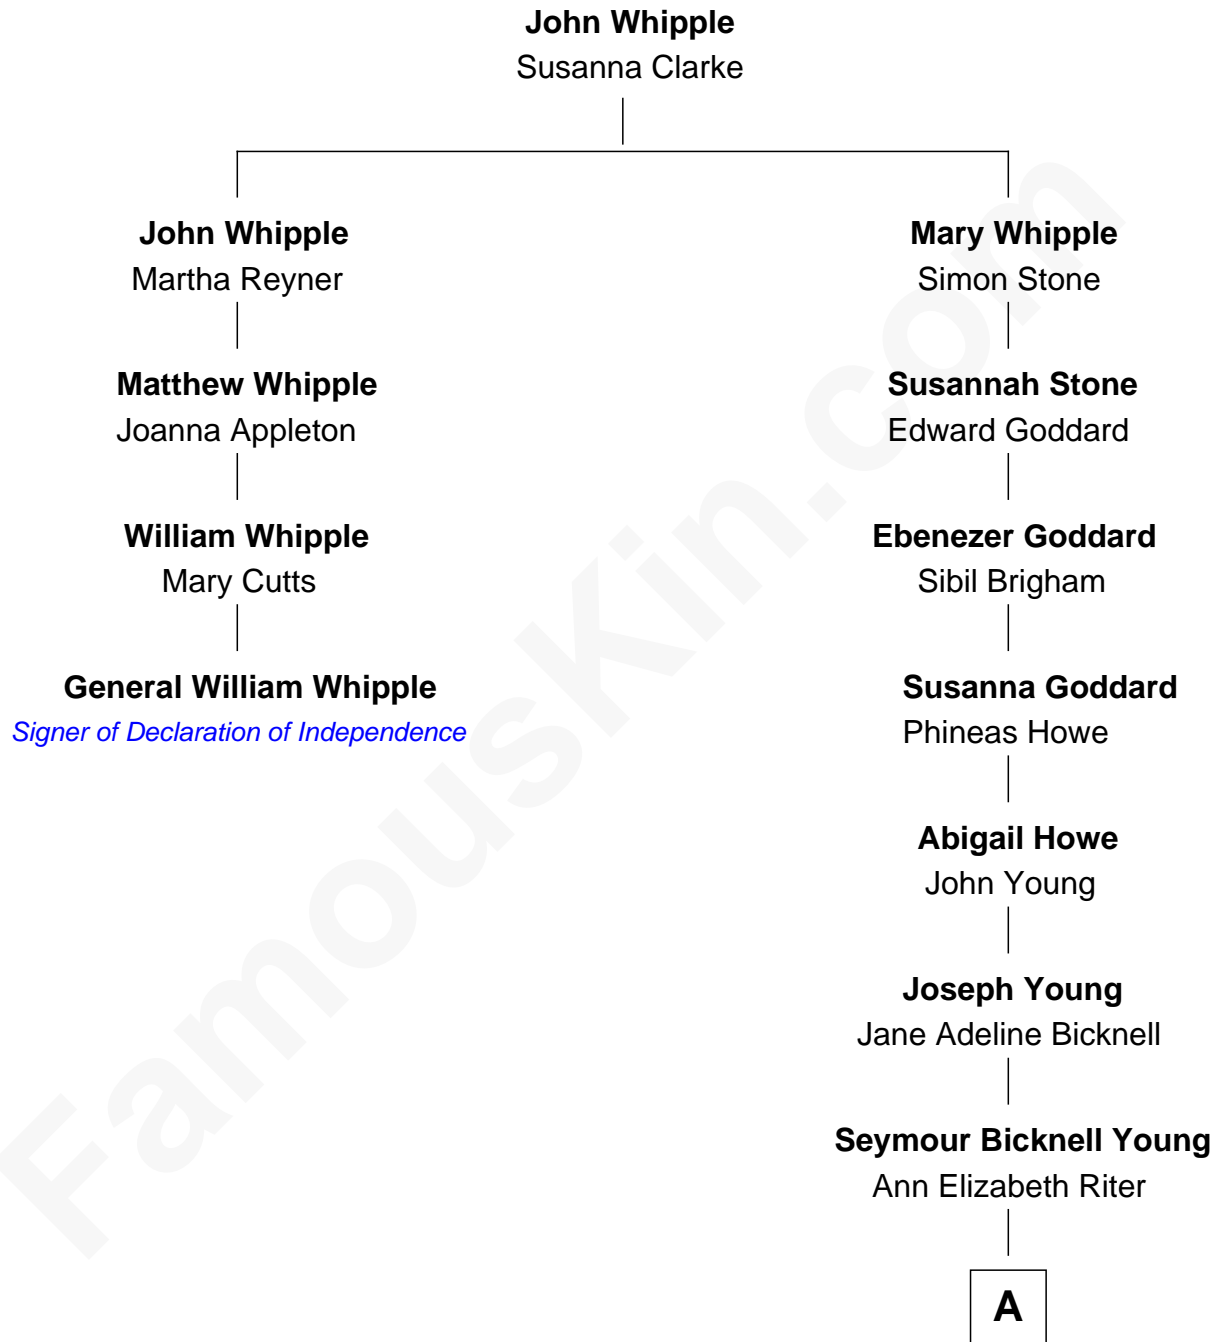 John Whipple
Susanna Clarke
John Whipple
Martha Reyner
Mary Whipple
Simon Stone
Matthew Whipple
Joanna Appleton
Susannah Stone
Edward Goddard
William Whipple
Mary Cutts
Ebenezer Goddard
Sibil Brigham
General William Whipple
Signer of Declaration of Independence
Susanna Goddard
Phineas Howe
Abigail Howe
John Young
Joseph Young
Jane Adeline Bicknell
Seymour Bicknell Young
Ann Elizabeth Riter
A
FamousKin.com